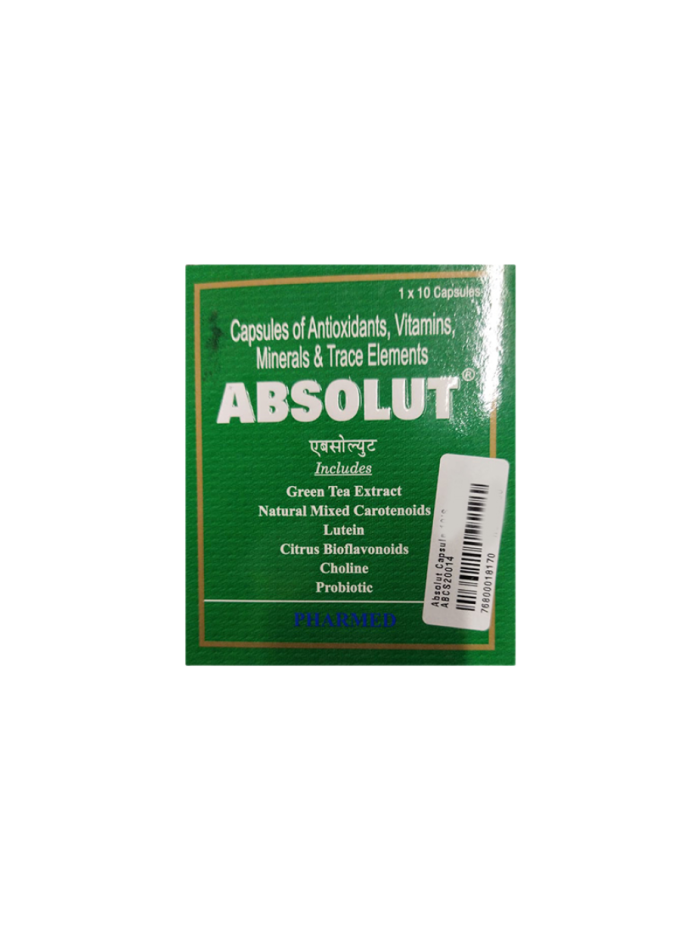 1 x 10 Capsules
Capsules of Antioxidants, Vitamins,
Minerals & Trace Elements
ABSOLUT®
एबसोल्युट
Includes
Green Tea Extract
Natural Mixed Carotenoids
Lutein
Citrus Bioflavonoids
Choline
Probiotic
PHARMED
Absolut Capsule
ABCS20014
76800018170